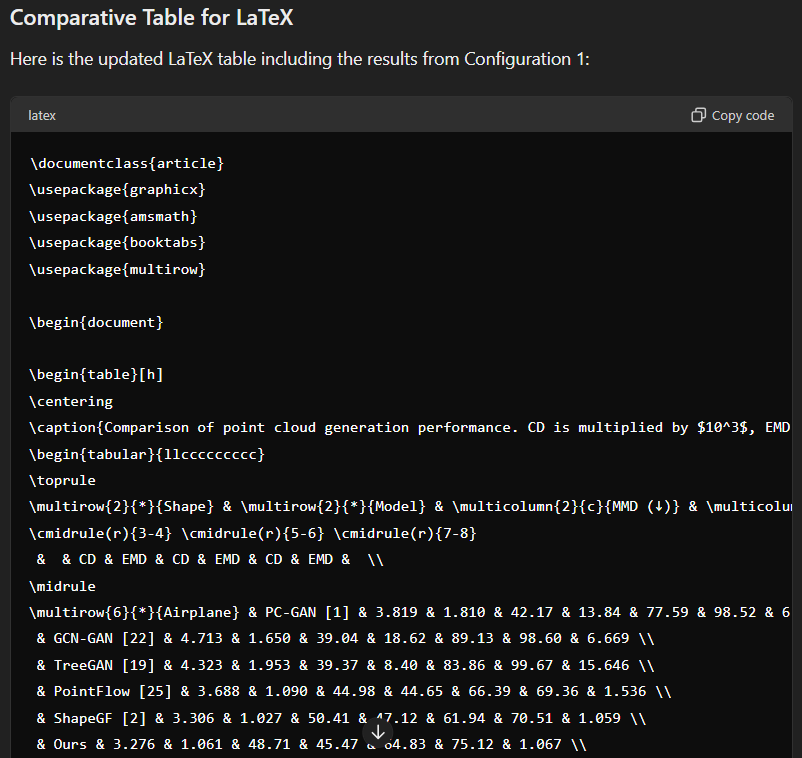 Comparative Table for LaTeX
Here is the updated LaTeX table including the results from Configuration 1:
latex
Copy code
\documentclass{article}
\usepackage{graphicx}
\usepackage{amsmath}
\usepackage{booktabs}
\usepackage{multirow}
\begin{document}
\begin{table}[h]
\centering
\caption{Comparison of point cloud generation performance. CD is multiplied by $10^3$, EMD
\begin{tabular}{llccccccccc}
\toprule
\multirow{2}{*}{Shape} & \multirow{2}{*}{Model} & \multicolumn{2}{c}{MMD (↓)} & \multicolu
\cmidrule(r){3-4} \cmidrule(r){5-6} \cmidrule(r){7-8}
& & CD & EMD & CD & EMD & CD & EMD & \\
\midrule
\multirow{6}{*}{Airplane} & PC-GAN [1] & 3.819 & 1.810 & 42.17 & 13.84 & 77.59 & 98.52 & 6
& GCN-GAN [22] & 4.713 & 1.650 & 39.04 & 18.62 & 89.13 & 98.60 & 6.669 \\
& TreeGAN [19] & 4.323 & 1.953 & 39.37 & 8.40 & 83.86 & 99.67 & 15.646 \\
& PointFlow [25] & 3.688 & 1.090 & 44.98 & 44.65 & 66.39 & 69.36 & 1.536 \\
& ShapeGF [2] & 3.306 & 1.027 & 50.41 & 47.12 & 61.94 & 70.51 & 1.059 \\
& Ours & 3.276 & 1.061 & 48.71 & 45.47 & 64.83 & 75.12 & 1.067 \\